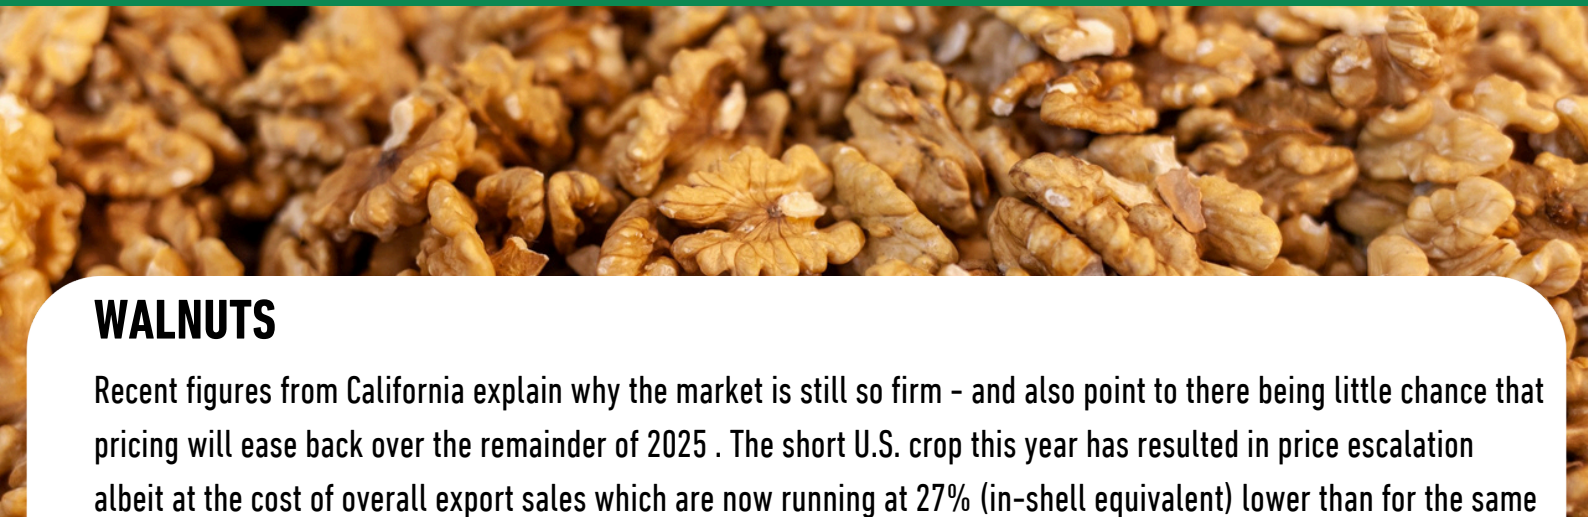 WALNUTS
Recent figures from California explain why the market is still so firm - and also point to there being little chance that
pricing will ease back over the remainder of 2025 . The short U.S. crop this year has resulted in price escalation
albeit at the cost of overall export sales which are now running at 27% (in-shell equivalent) lower than for the same